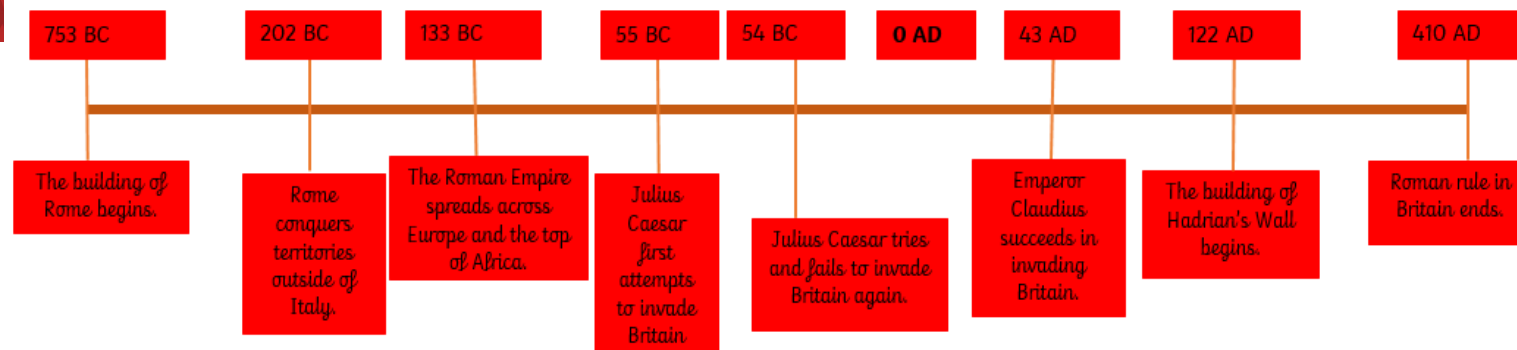 753 BC
202 BC
133 BC
55 BC
54 BC
0 AD
43 AD
122 AD
410 AD
The building of
Rome begins.
Rome
conquers
territories
outside of
Italy.
The Roman Empire
spreads across
Europe and the top
of Africa.
Julius
Caesar
first
attempts
to invade
Britain
Julius Caesar tries
and fails to invade
Britain again.
Emperor
Claudius
succeeds in
invading
Britain.
The building of
Hadrian's Wall
begins.
Roman rule in
Britain ends.